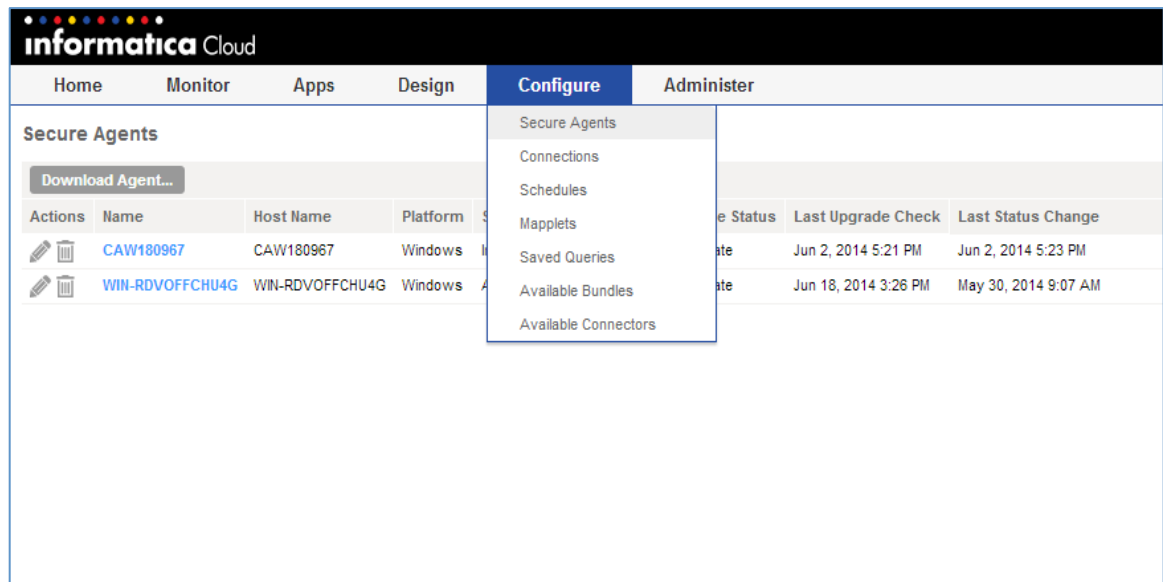 informatica Cloud
Home Monitor Apps Design Configure Administer
Secure Agents
Secure Agents
Connections
Schedules
Mapplets
Saved Queries
Available Bundles
Available Connectors
Download Agent...
Actions Name Host Name Platform Status Last Upgrade Check Last Status Change
CAW180967 CAW180967 Windows Jun 2, 2014 5:21 PM Jun 2, 2014 5:23 PM
WIN-RDVOFFCHU4G WIN-RDVOFFCHU4G Windows Jun 18, 2014 3:26 PM May 30, 2014 9:07 AM